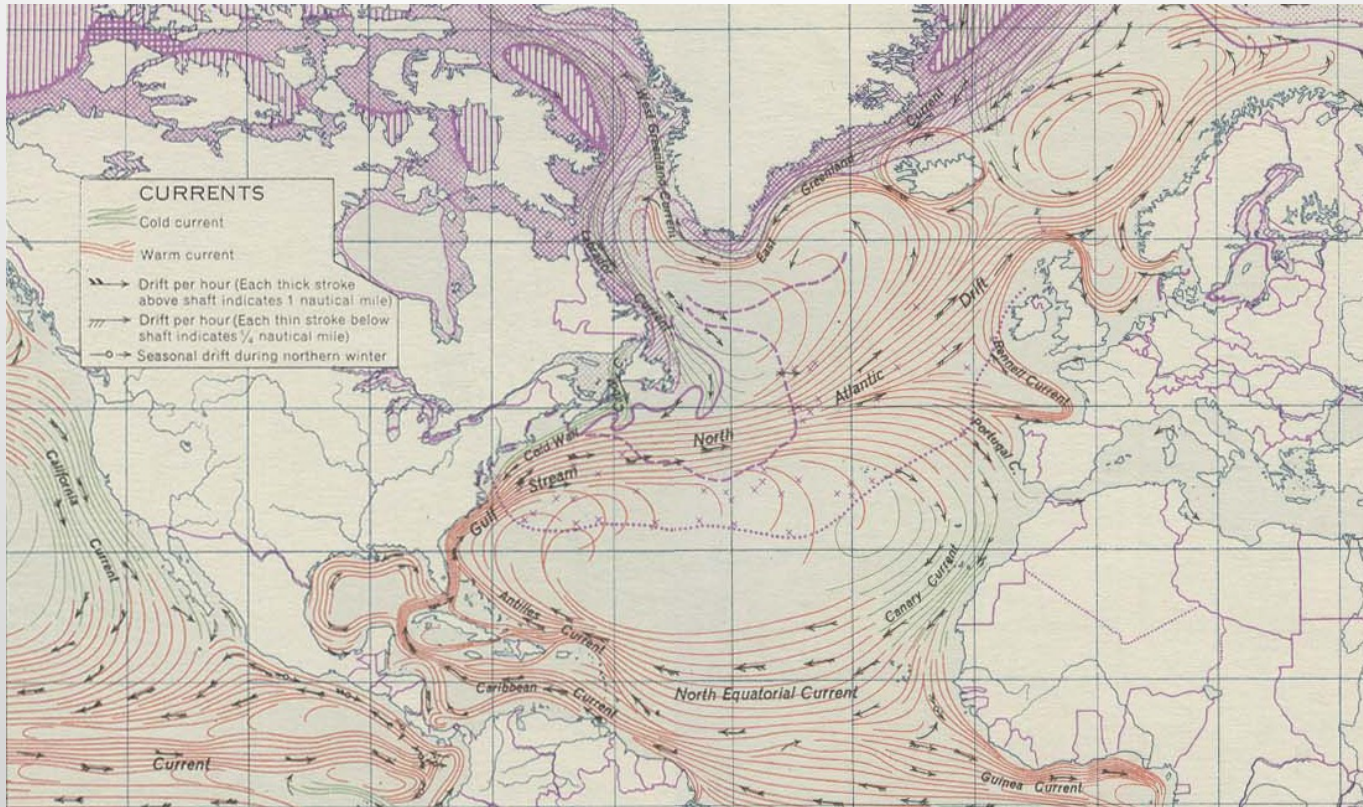 CURRENTS
Cold current
Warm current
Drift per hour (Each thick stroke
above shaft indicates 1 nautical mile)
Drift per hour (Each thin stroke below
shaft indicates ¼ nautical mile)
Seasonal drift during northern winter
West Greenland Current
East Greenland Current
Labrador Current
North Atlantic Drift
Rennell Current
Portugal C.
Cold Wall
C.
Gulf Stream
California Current
Canary Current
Antilles Current
Caribbean Current
North Equatorial Current
Current
Guinea Current